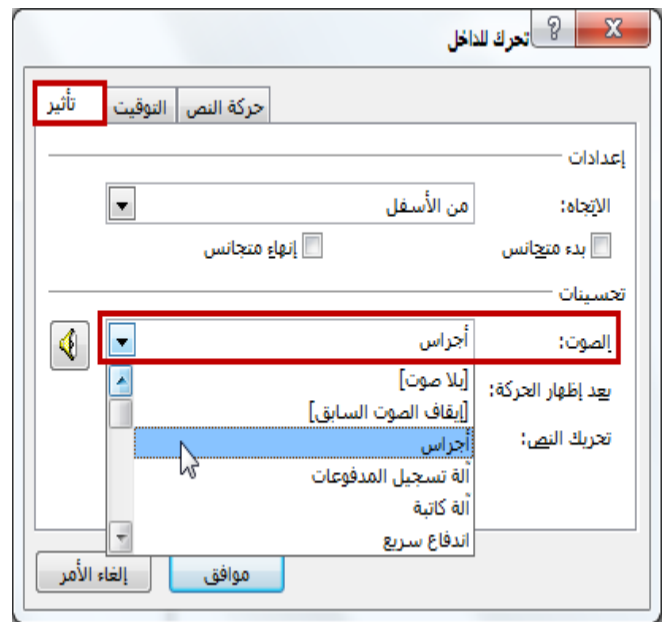 تحرك للداخل
تأثير
التوقيت
حركة النص
إعدادات
الاتجاه:
من الأسفل
بدء متجانس
إنهاء متجانس
تحسينات
الصوت:
أجراس
[بلا صوت]
[إيقاف الصوت السابق]
أجراس
آلة تسجيل المدفوعات
آلة كاتبة
اندفاع سريع
بعد إظهار الحركة:
تحريك النص:
موافق
إلغاء الأمر